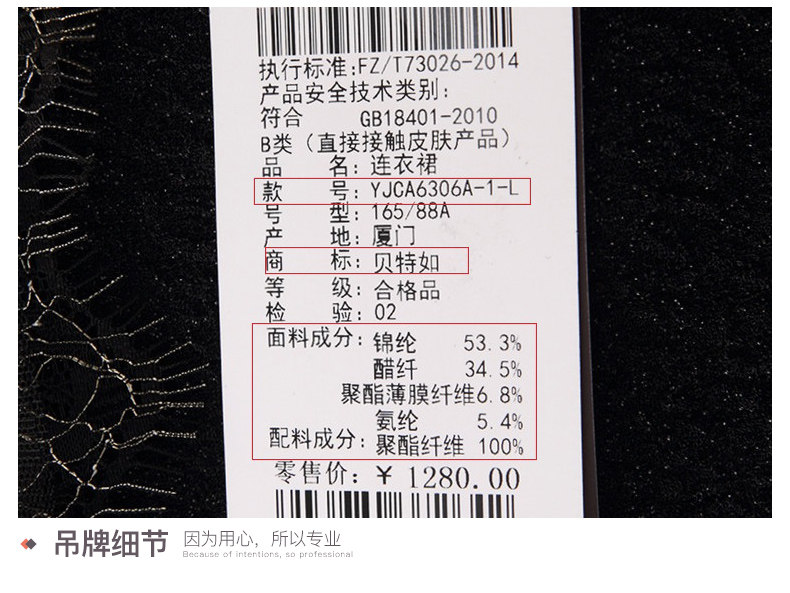 执行标准:FZ/T73026-2014
产品安全技术类别:
符合 GB18401-2010
B类（直接接触皮肤产品）
品 名: 连衣裙
款 号: YJCA6306A-1-L
号 型: 165/88A
产 地: 厦门
商 标: 贝特如
等 级: 合格品
检 验: 02
面料成分: 锦纶 53.3%
醋纤 34.5%
聚酯薄膜纤维6.8%
氨纶 5.4%
配料成分: 聚酯纤维 100%
零售价: ¥ 1280.00
吊牌细节 因为用心，所以专业
Because of intentions, so professional